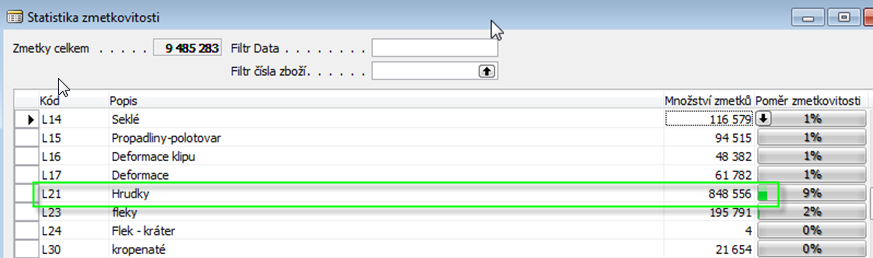 Statistika zmetkovitosti
Zmetky celkem . . . . . 9 485 283 Filtr Data . . . . . . . .
Filtr čísla zboží . . . . . .
Kód Popis Množství zmetků Poměr zmetkovitosti
L14 Seklé 116 579 1%
L15 Propadliny-polotovar 94 515 1%
L16 Deformace klipu 48 382 1%
L17 Deformace 61 782 1%
L21 Hrudky 848 556 9%
L23 fleky 195 791 2%
L24 Flek - kráter 4 0%
L30 kropenaté 21 654 0%